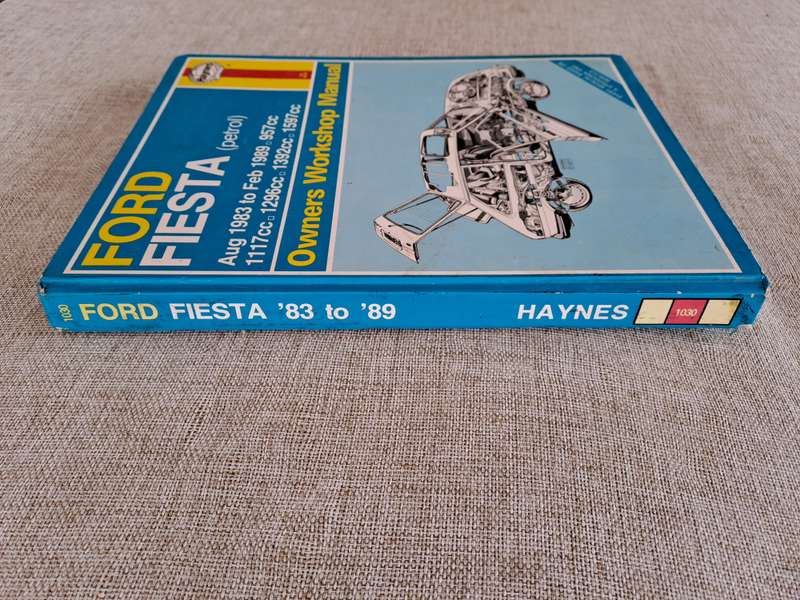 HAYNES
FORD
FIESTA (petrol)
Aug 1983 to Feb 1989 □ 957cc
1117cc □ 1296cc □ 1392cc □ 1597cc
Owners Workshop Manual
1030 FORD FIESTA '83 to '89 HAYNES 1030